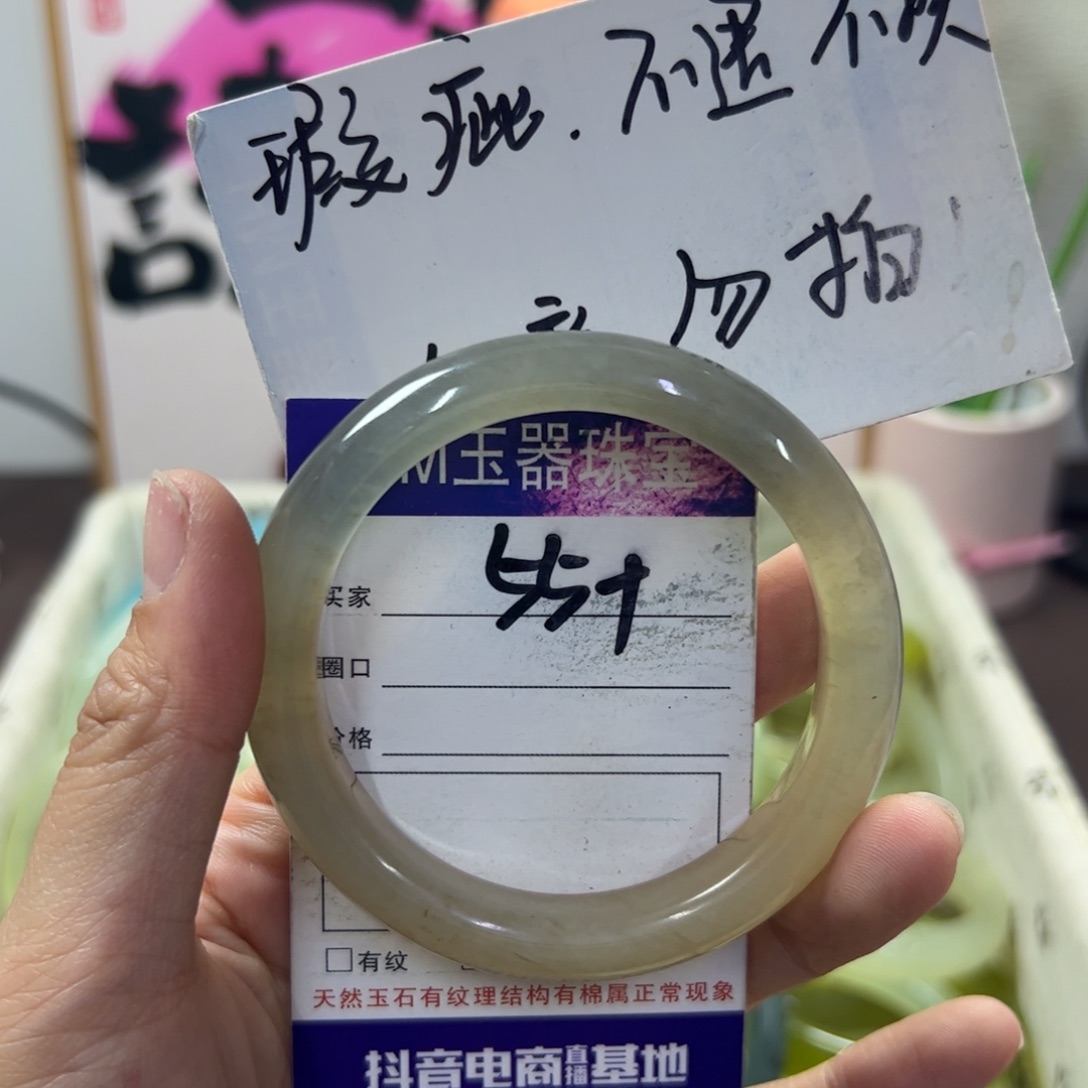 瑕疵.不退不换
勿拍
M玉器珠宝
55+
买家
圈口
价格
有纹
天然玉石有纹理结构有棉属正常现象
抖音电商直播基地